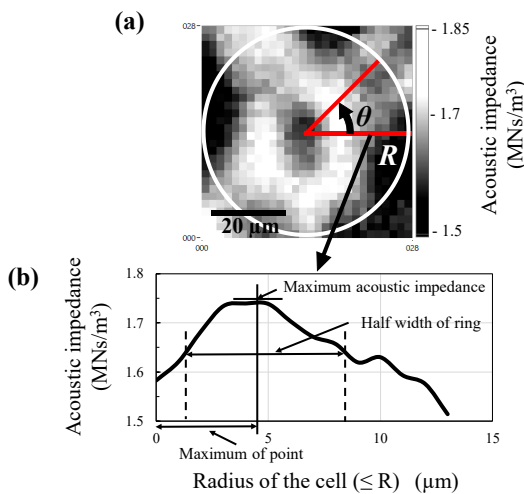 (a)
028
000
000
028
θ
R
20 μm
1.85
1.7
1.5
Acoustic impedance
(MNs/m³)
(b)
Acoustic impedance
(MNs/m³)
1.8
1.7
1.6
1.5
Maximum acoustic impedance
Half width of ring
Maximum of point
0
5
10
15
Radius of the cell (≤ R) (μm)